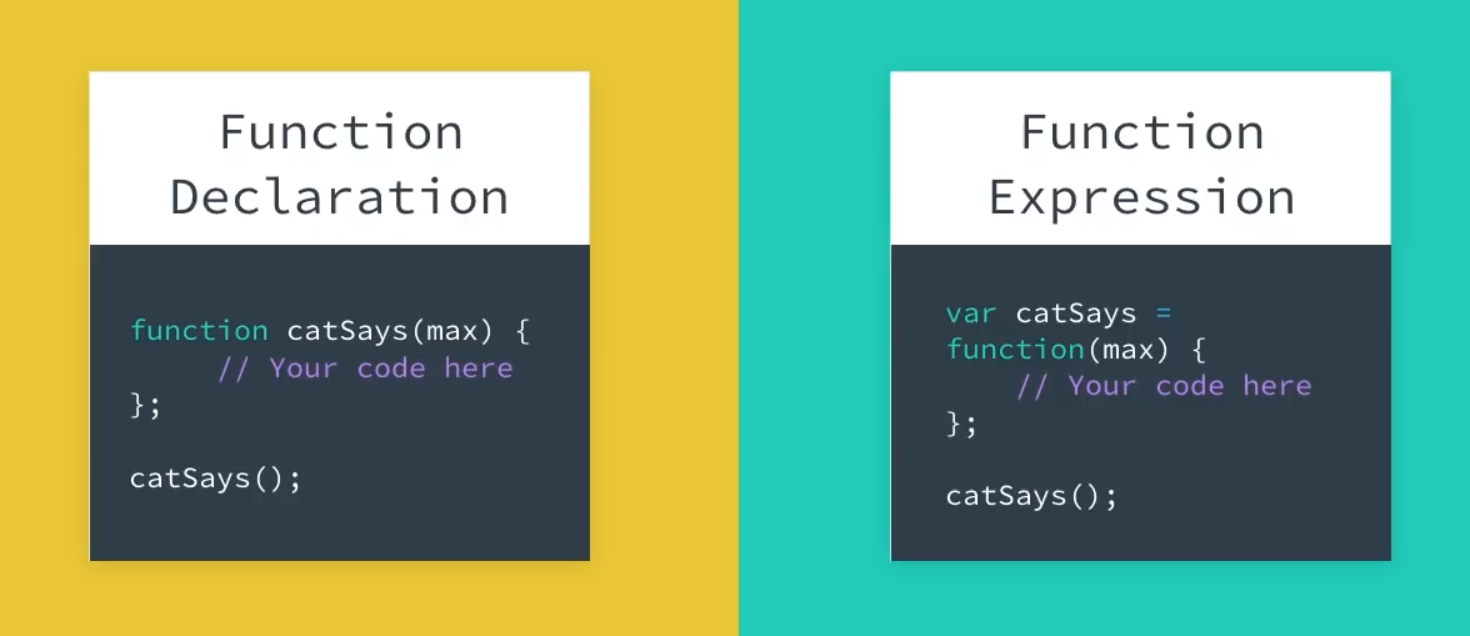 Function
Declaration
function catSays(max) {
// Your code here
};
catSays();
Function
Expression
var catSays =
function(max) {
// Your code here
};
catSays();